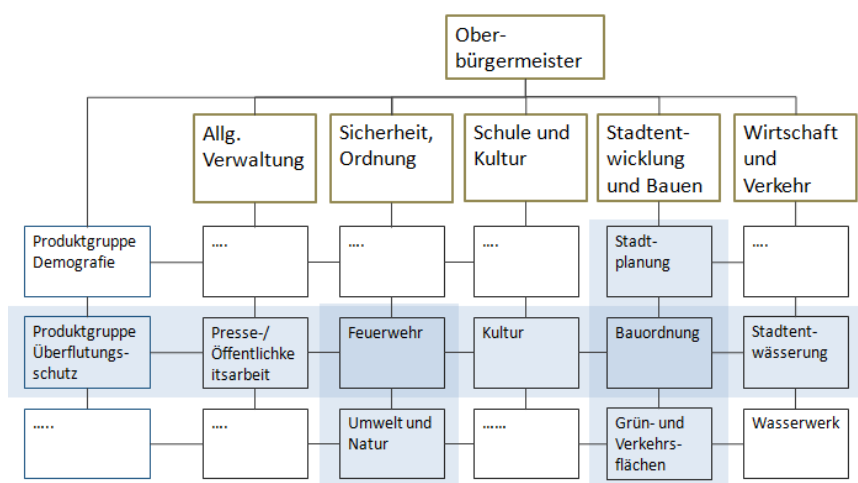 Ober-
bürgermeister
Allg.
Verwaltung
Sicherheit,
Ordnung
Schule und
Kultur
Stadtent-
wicklung
und Bauen
Wirtschaft
und
Verkehr
Produktgruppe
Demografie
....
....
....
Stadt-
planung
....
Produktgruppe
Überflutungs-
schutz
Presse-/
Öffentlichke
itsarbeit
Feuerwehr
Kultur
Bauordnung
Stadtent-
wässerung
.....
....
Umwelt und
Natur
......
Grün- und
Verkehrs-
flächen
Wasserwerk